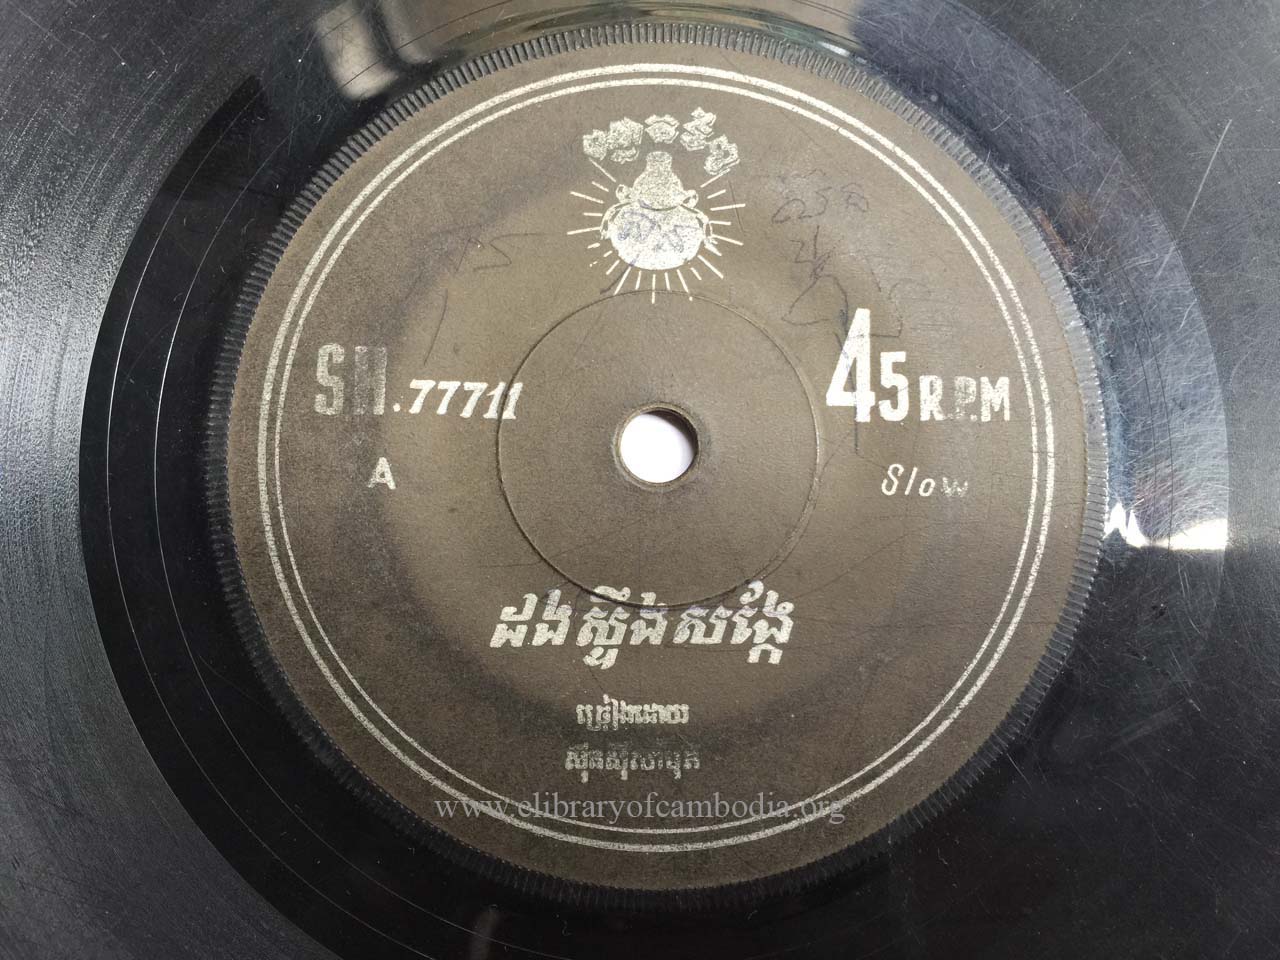 SH.77711
45 R.P.M
A
Slow
ដងស្ទឹងសង្កែ
ច្រៀងដោយ
ស៊ីនស៊ីសាមុត
www.elibraryofcambodia.org